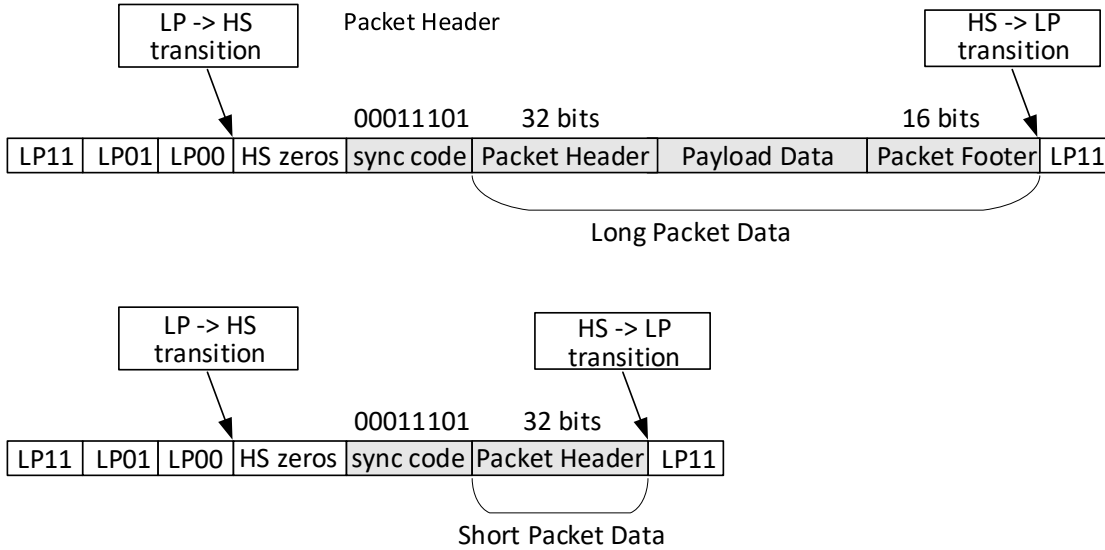 LP -> HS
transition
Packet Header
HS -> LP
transition
00011101
32 bits
16 bits
LP11
LP01
LP00
HS zeros
sync code
Packet Header
Payload Data
Packet Footer
LP11
Long Packet Data
LP -> HS
transition
HS -> LP
transition
00011101
32 bits
LP11
LP01
LP00
HS zeros
sync code
Packet Header
LP11
Short Packet Data